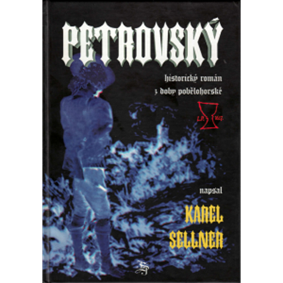 PETROVSKÝ
historický román
z doby pobělohorské
napsal
KAREL
SELLNER